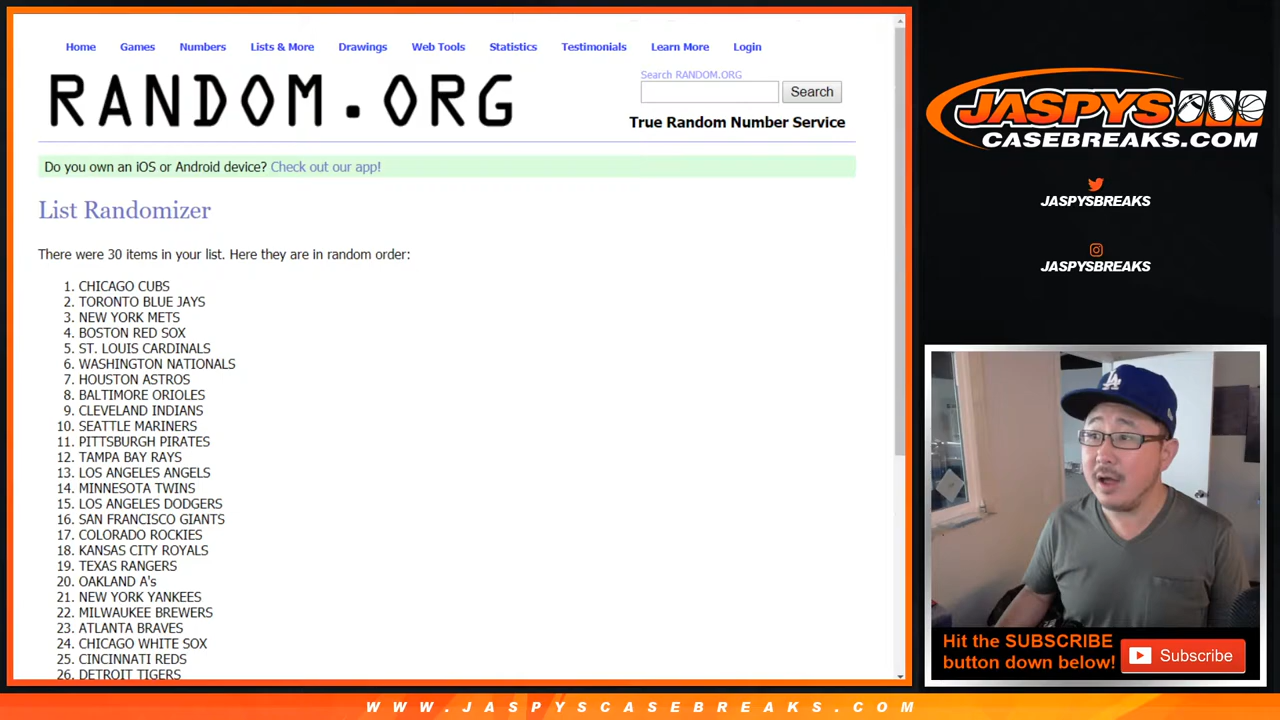 Home Games Numbers Lists & More Drawings Web Tools Statistics Testimonials Learn More Login
Search RANDOM.ORG
RANDOM.ORG
Search
True Random Number Service
Do you own an iOS or Android device? Check out our app!
List Randomizer
There were 30 items in your list. Here they are in random order:
1. CHICAGO CUBS
2. TORONTO BLUE JAYS
3. NEW YORK METS
4. BOSTON RED SOX
5. ST. LOUIS CARDINALS
6. WASHINGTON NATIONALS
7. HOUSTON ASTROS
8. BALTIMORE ORIOLES
9. CLEVELAND INDIANS
10. SEATTLE MARINERS
11. PITTSBURGH PIRATES
12. TAMPA BAY RAYS
13. LOS ANGELES ANGELS
14. MINNESOTA TWINS
15. LOS ANGELES DODGERS
16. SAN FRANCISCO GIANTS
17. COLORADO ROCKIES
18. KANSAS CITY ROYALS
19. TEXAS RANGERS
20. OAKLAND A's
21. NEW YORK YANKEES
22. MILWAUKEE BREWERS
23. ATLANTA BRAVES
24. CHICAGO WHITE SOX
25. CINCINNATI REDS
26. DETROIT TIGERS
JASPYS
CASEBREAKS.COM
JASPYSBREAKS
JASPYSBREAKS
LA
Hit the SUBSCRIBE
button down below!
Subscribe
WWW.JASPYSCASEBREAKS.COM